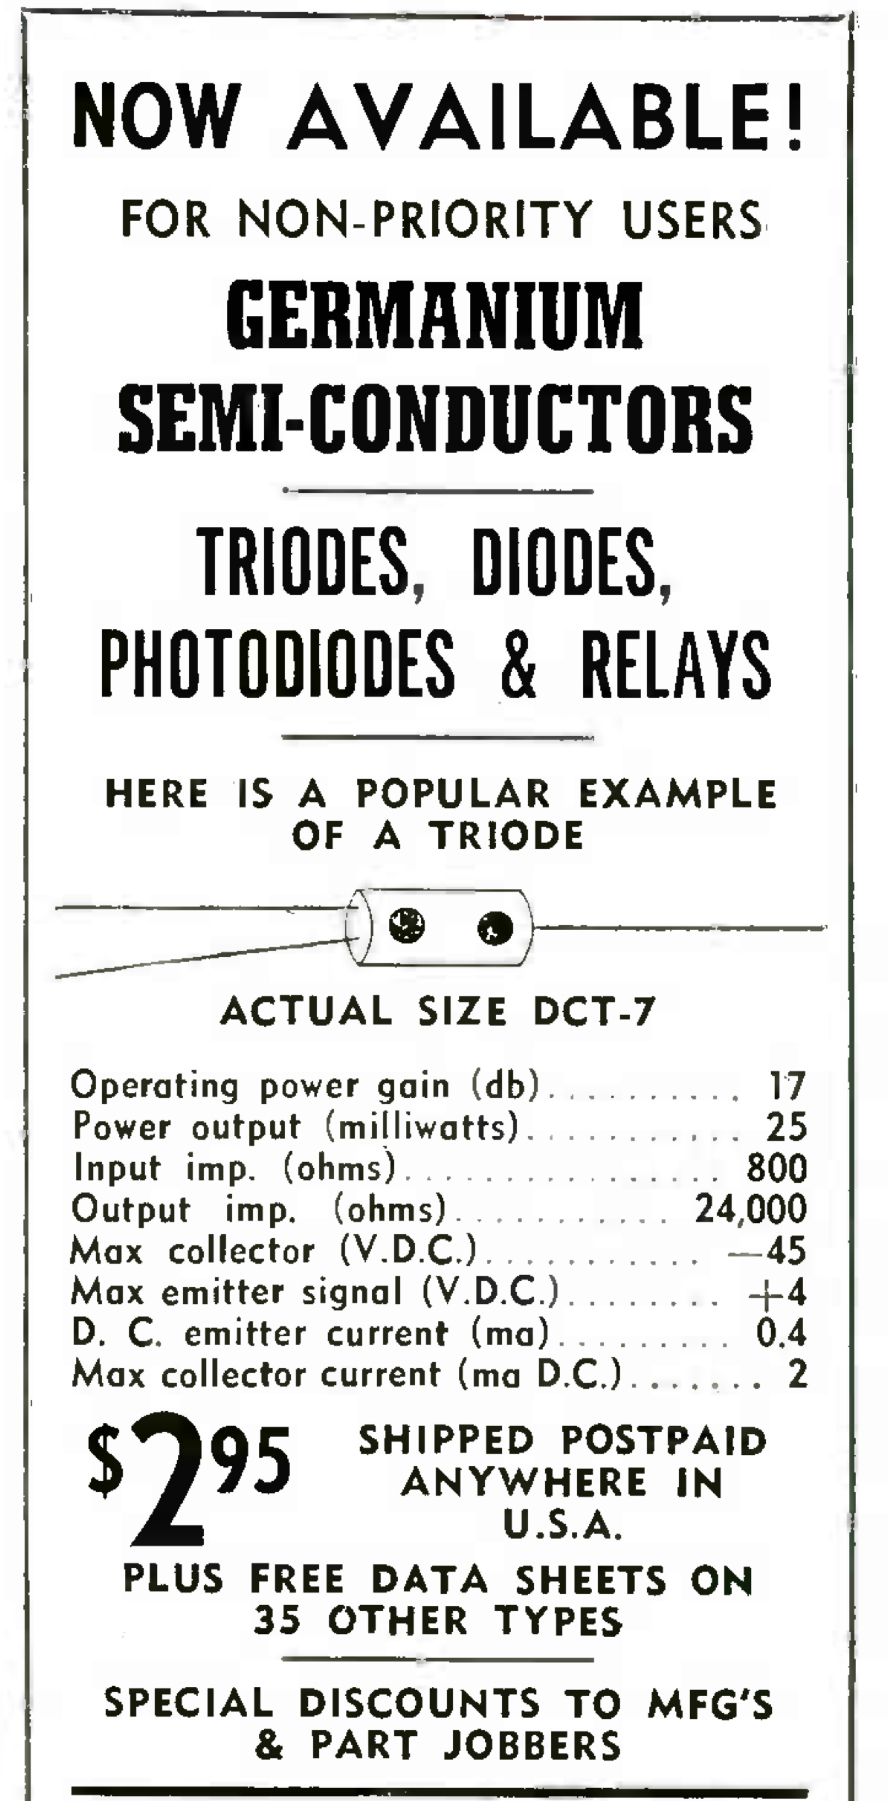 NOW AVAILABLE!
FOR NON-PRIORITY USERS
GERMANIUM
SEMI-CONDUCTORS
TRIODES, DIODES,
PHOTODIODES & RELAYS
HERE IS A POPULAR EXAMPLE
OF A TRIODE
ACTUAL SIZE DCT-7
Operating power gain (db)........... 17
Power output (milliwatts)............ 25
Input imp. (ohms)................. 800
Output imp. (ohms)........... 24,000
Max collector (V.D.C.)............ —45
Max emitter signal (V.D.C.)......... +4
D. C. emitter current (ma)......... 0.4
Max collector current (ma D.C.)....... 2
$2.95 SHIPPED POSTPAID
ANYWHERE IN
U.S.A.
PLUS FREE DATA SHEETS ON
35 OTHER TYPES
SPECIAL DISCOUNTS TO MFG'S
& PART JOBBERS